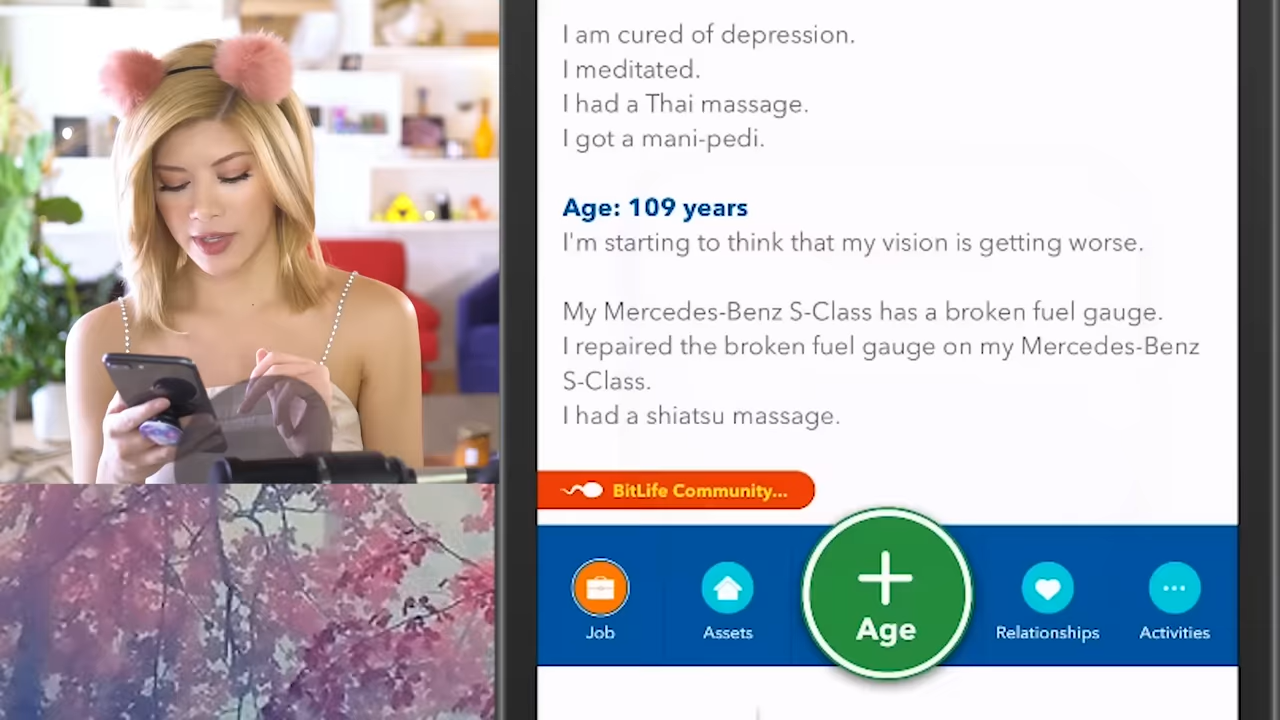 I am cured of depression.
I meditated.
I had a Thai massage.
I got a mani-pedi.
Age: 109 years
I'm starting to think that my vision is getting worse.
My Mercedes-Benz S-Class has a broken fuel gauge.
I repaired the broken fuel gauge on my Mercedes-Benz
S-Class.
I had a shiatsu massage.
BitLife Community...
Job
Assets
+
Age
Relationships
Activities